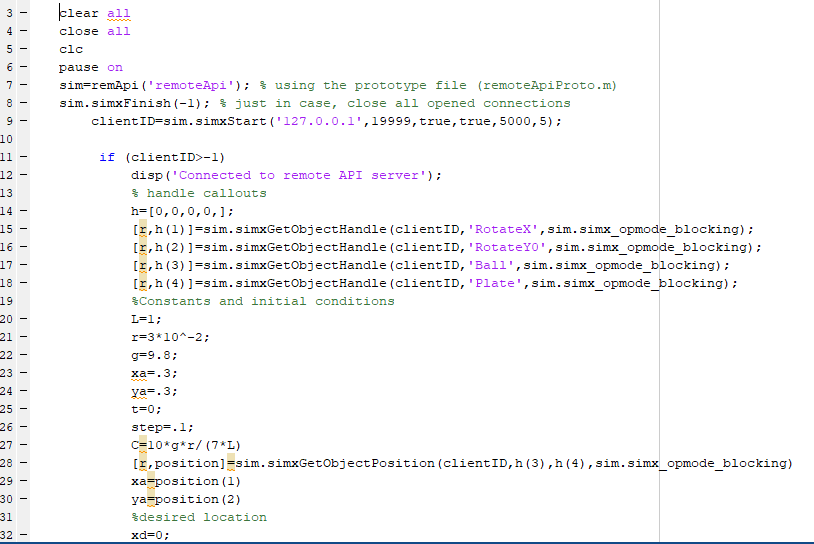 3 – clear all
4 – close all
5 – clc
6 – pause on
7 – sim=remApi('remoteApi'); % using the prototype file (remoteApiProto.m)
8 – sim.simxFinish(-1); % just in case, close all opened connections
9 – clientID=sim.simxStart('127.0.0.1',19999,true,true,5000,5);
10
11 – if (clientID>-1)
12 – disp('Connected to remote API server');
13 % handle callouts
14 – h=[0,0,0,0,];
15 – [r,h(1)]=sim.simxGetObjectHandle(clientID,'RotateX',sim.simx_opmode_blocking);
16 – [r,h(2)]=sim.simxGetObjectHandle(clientID,'RotateY0',sim.simx_opmode_blocking);
17 – [r,h(3)]=sim.simxGetObjectHandle(clientID,'Ball',sim.simx_opmode_blocking);
18 – [r,h(4)]=sim.simxGetObjectHandle(clientID,'Plate',sim.simx_opmode_blocking);
19 %Constants and initial conditions
20 – L=1;
21 – r=3*10^-2;
22 – g=9.8;
23 – xa=.3;
24 – ya=.3;
25 – t=0;
26 – step=.1;
27 – C=10*g*r/(7*L)
28 – [r,position]=sim.simxGetObjectPosition(clientID,h(3),h(4),sim.simx_opmode_blocking)
29 – xa=position(1)
30 – ya=position(2)
31 %desired location
32 – xd=0;